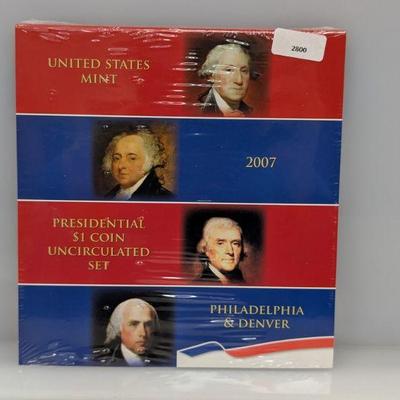 2800
UNITED STATES
MINT
2007
PRESIDENTIAL
$1 COIN
UNCIRCULATED
SET
PHILADELPHIA
& DENVER